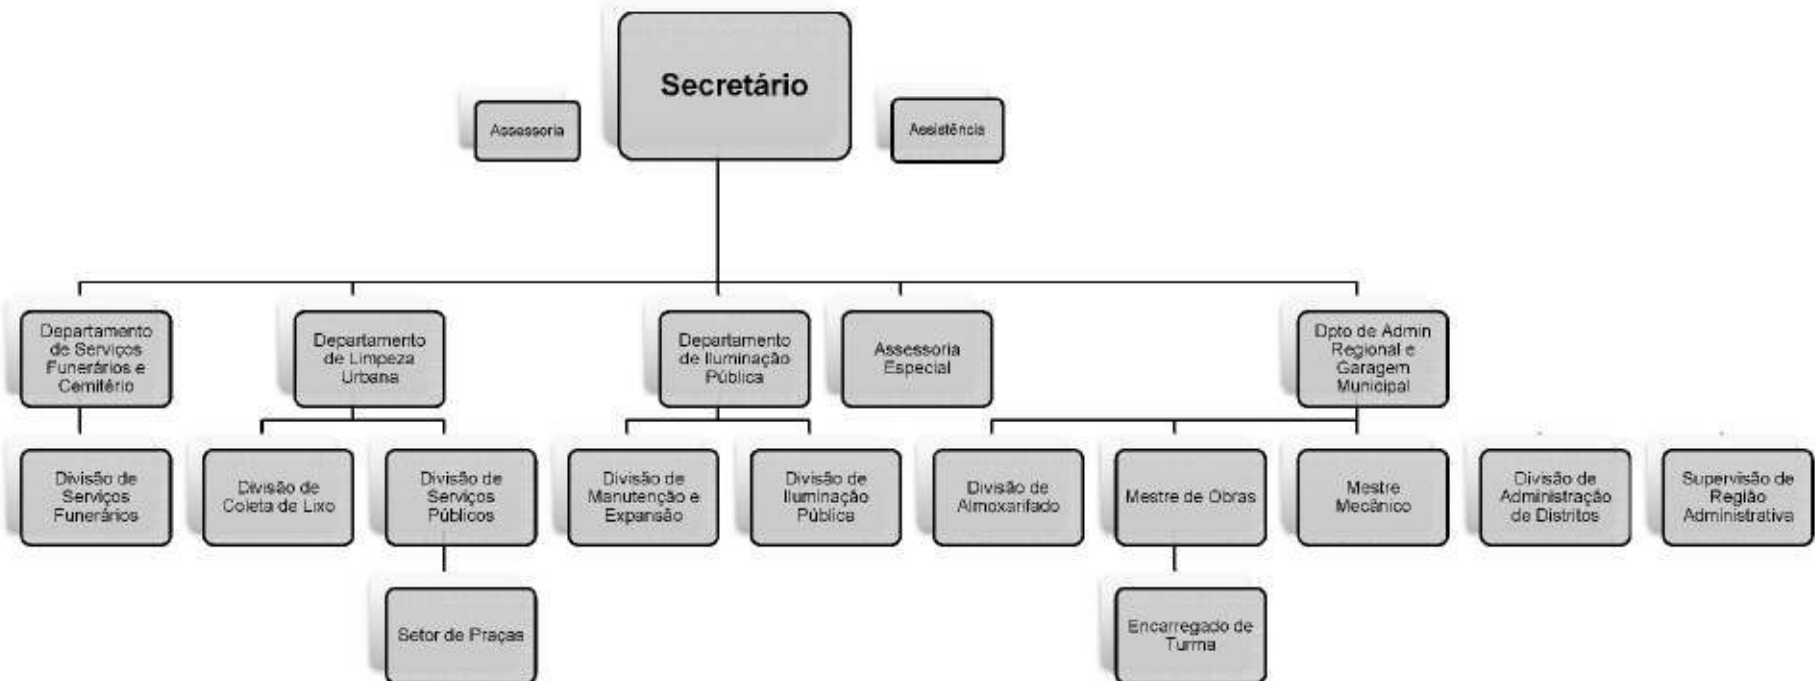 Secretário
Assessoria
Assistência
Departamento
de Serviços
Funerários e
Cemitério
Departamento
de Limpeza
Urbana
Departamento
de Iluminação
Pública
Assessoria
Especial
Dpto de Admin
Regional e
Garagem
Municipal
Divisão de
Serviços
Funerários
Divisão de
Coleta de Lixo
Divisão de
Serviços
Públicos
Divisão de
Manutenção e
Expansão
Divisão de
Iluminação
Pública
Divisão de
Almoxarifado
Mestre de Obras
Mestre
Mecânico
Divisão de
Administração
de Distritos
Supervisão de
Região
Administrativa
Setor de Praças
Encarregado de
Turma